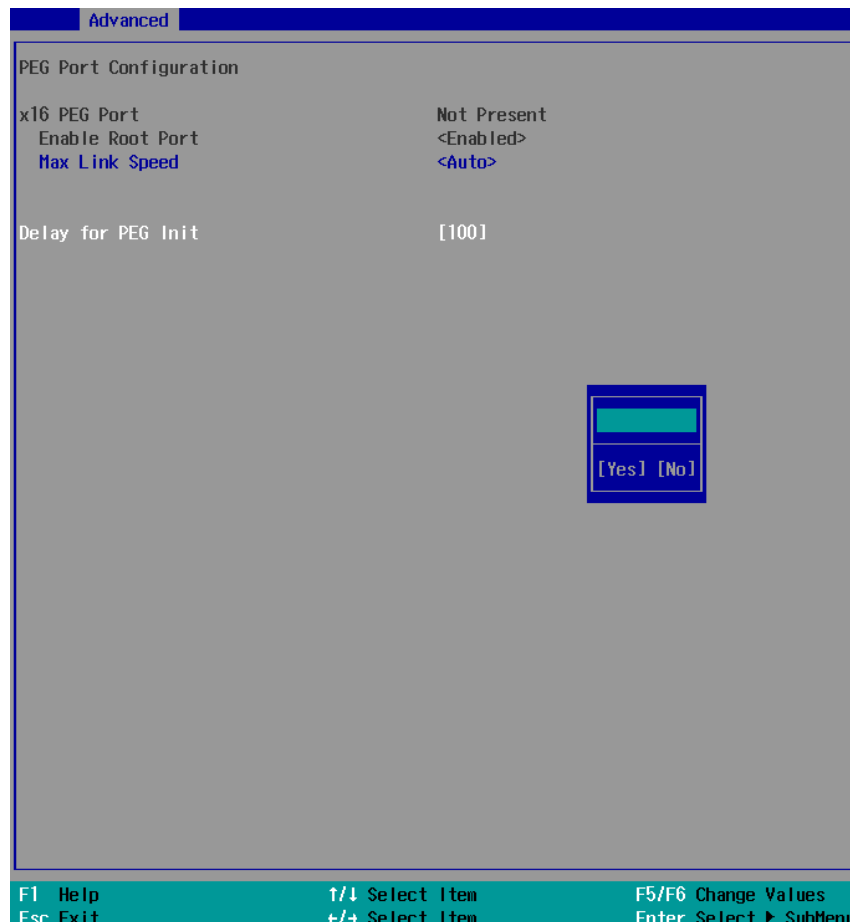 Advanced
PEG Port Configuration
x16 PEG Port Not Present
Enable Root Port <Enabled>
Max Link Speed <Auto>
Delay for PEG Init [100]
[Yes] [No]
F1 Help ↑/↓ Select Item F5/F6 Change Values
Esc Exit ←/→ Select Item Enter Select ▶ SubMenu